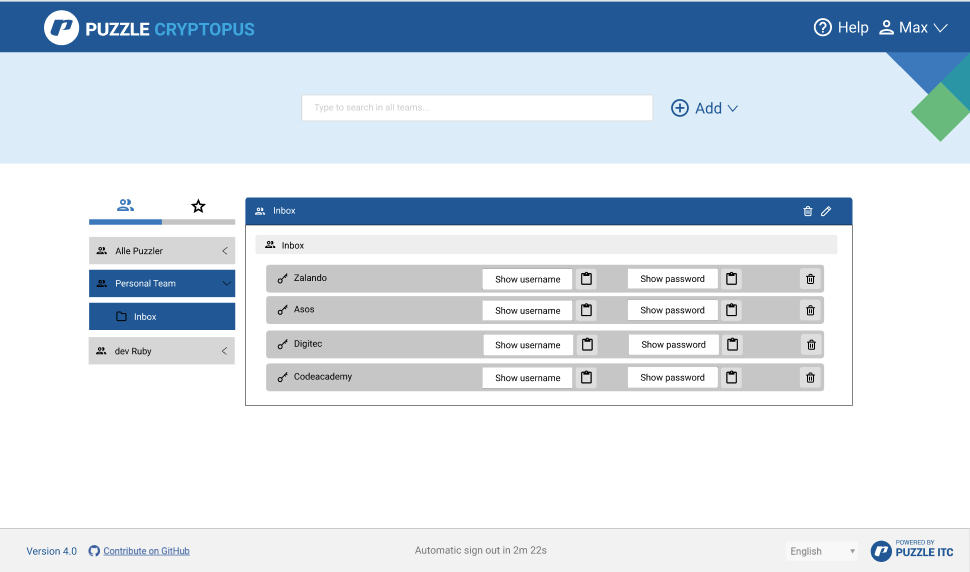 PUZZLE CRYPTOPUS
Help
Max
Type to search in all teams...
Add
Alle Puzzler
Personal Team
Inbox
dev Ruby
Inbox
Inbox
Zalando Show username Show password
Asos Show username Show password
Digitec Show username Show password
Codeacademy Show username Show password
Version 4.0
Contribute on GitHub
Automatic sign out in 2m 22s
English
POWERED BY
PUZZLE ITC